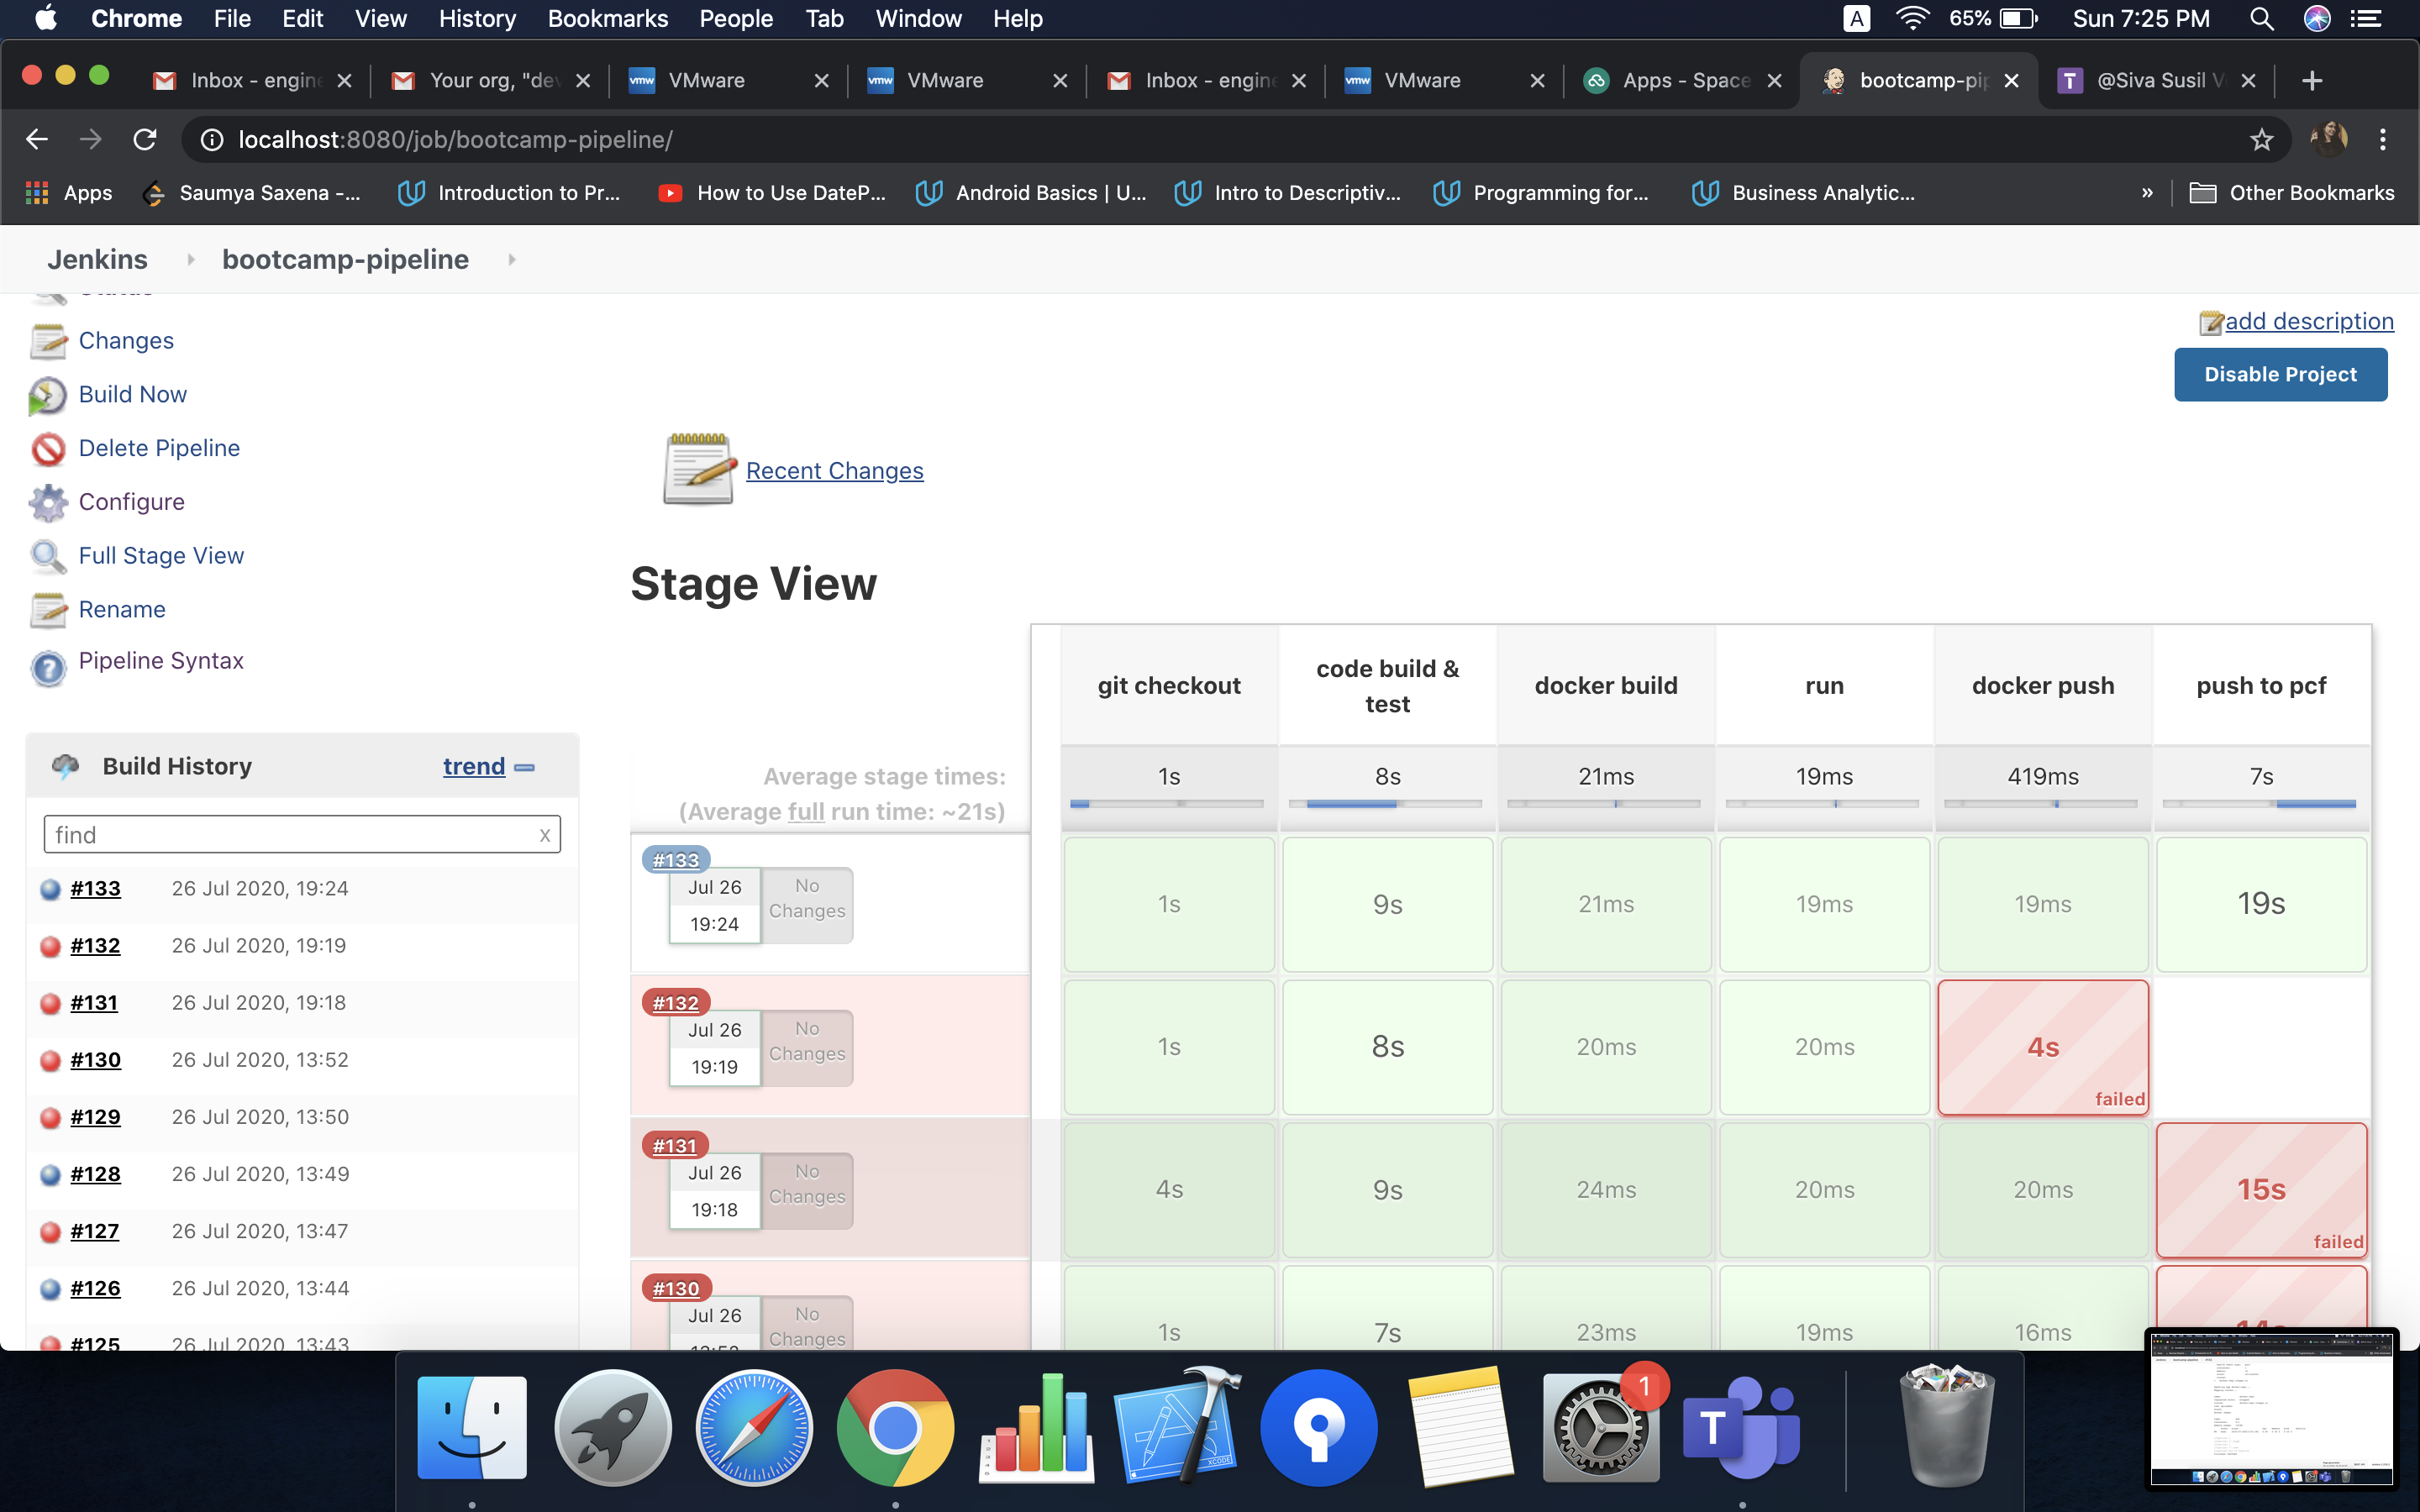 Chrome File Edit View History Bookmarks People Tab Window Help
A 65% Sun 7:25 PM
Inbox - engine Your org, "dev VMware VMware Inbox - engine VMware Apps - Space bootcamp-pip @Siva Susil V
localhost:8080/job/bootcamp-pipeline/
Apps Saumya Saxena -... Introduction to Pr... How to Use DateP... Android Basics | U... Intro to Descriptiv... Programming for... Business Analytic... » Other Bookmarks
Jenkins bootcamp-pipeline
Changes
Build Now
Delete Pipeline
Configure
Full Stage View
Rename
Pipeline Syntax
add description
Disable Project
Recent Changes
Stage View
Build History trend
find x
#133 26 Jul 2020, 19:24
#132 26 Jul 2020, 19:19
#131 26 Jul 2020, 19:18
#130 26 Jul 2020, 13:52
#129 26 Jul 2020, 13:50
#128 26 Jul 2020, 13:49
#127 26 Jul 2020, 13:47
#126 26 Jul 2020, 13:44
#125 26 Jul 2020, 13:43
git checkout code build & test docker build run docker push push to pcf
Average stage times: 1s 8s 21ms 19ms 419ms 7s
(Average full run time: ~21s)
#133
Jul 26 No Changes
19:24
1s 9s 21ms 19ms 19ms 19s
#132
Jul 26 No Changes
19:19
1s 8s 20ms 20ms 4s
failed
#131
Jul 26 No Changes
19:18
4s 9s 24ms 20ms 20ms 15s
failed
#130
Jul 26 No Changes
13:52
1s 7s 23ms 19ms 16ms 14s
XCODE
1
T